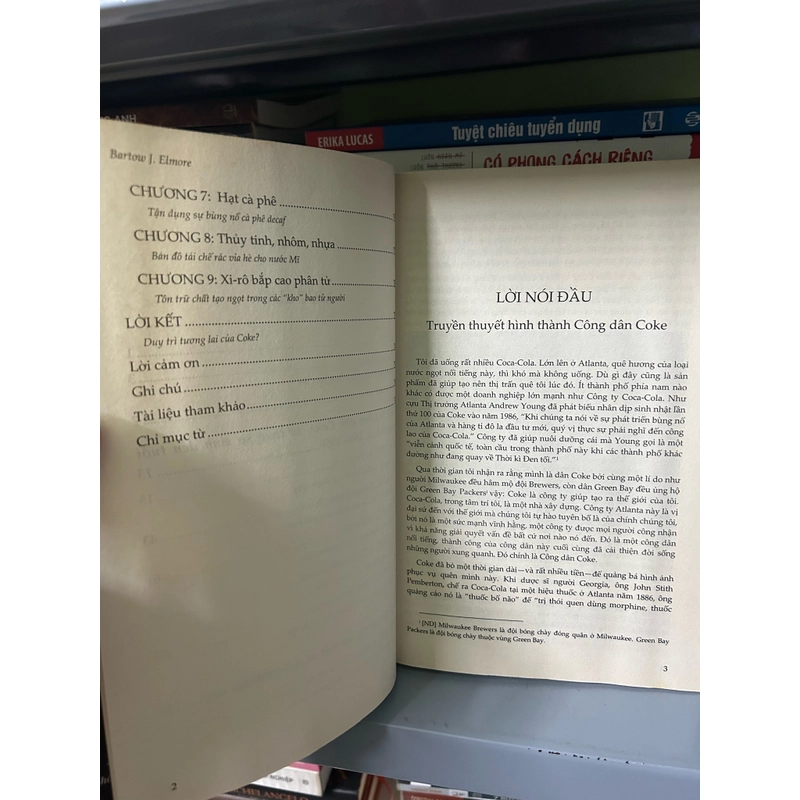 ANH
ERIKA LUCAS
Tuyệt chiêu tuyển dụng
CÓ PHONG CÁCH RIÊNG
Bartow J. Elmore
CHƯƠNG 7: Hạt cà phê
Tận dụng sự bùng nổ cà phê decaf
CHƯƠNG 8: Thủy tinh, nhôm, nhựa
Bản đồ tái chế rác vỉa hè cho nước Mĩ
CHƯƠNG 9: Xi-rô bắp cao phân tử
Tồn trữ chất tạo ngọt trong các "kho" bao tử người
LỜI KẾT
Duy trì tương lai của Coke?
Lời cảm ơn
Ghi chú
Tài liệu tham khảo
Chỉ mục từ
2
LỜI NÓI ĐẦU
Truyền thuyết hình thành Công dân Coke
Tôi đã uống rất nhiều Coca-Cola. Lớn lên ở Atlanta, quê hương của loại
nước ngọt nổi tiếng này, thì khó mà không uống. Dù gì đây cũng là sản
phẩm đã giúp tạo nên thị trấn quê tôi lúc đó. Ít thành phố phía nam nào
khác có được một doanh nghiệp lớn mạnh như Công ty Coca-Cola. Như
cựu Thị trưởng Atlanta Andrew Young đã phát biểu nhân dịp sinh nhật lần
thứ 100 của Coke vào năm 1986, "Khi chúng ta nói về sự phát triển bùng nổ
của Atlanta và hàng tỉ đô la đầu tư mới, quý vị thực sự phải nghĩ đến công
lao của Coca-Cola." Công ty đã giúp nuôi dưỡng cái mà Young gọi là một
"viễn cảnh quốc tế, toàn cầu trong thành phố này khi các thành phố khác
dường như đang quay về Thời kì Đen tối."¹
Qua thời gian tôi nhận ra rằng mình là dân Coke bởi cùng một lí do như
người Milwaukee đều hâm mộ đội Brewers, còn dân Green Bay đều ủng hộ
đội Green Bay Packers¹ vậy: Coke là công ty giúp tạo ra thế giới của tôi.
Coca-Cola, trong tâm trí tôi, là một nhà xây dựng. Công ty Atlanta này là vị
đại sứ đến với thế giới mà chúng tôi tự hào tuyên bố là của chính chúng tôi,
bởi nó là một sức mạnh vĩnh hằng, một công ty được mọi người công nhận
vì khả năng giải quyết vấn đề bất cứ nơi nào nó đến. Đó là một công dân
nổi tiếng, thành công của công dân này cuối cùng đã cải thiện đời sống
những người xung quanh. Đó chính là Công dân Coke.
Coke đã bỏ một thời gian dài—và rất nhiều tiền—để quảng bá hình ảnh
phục vụ quên mình này. Khi dược sĩ người Georgia, ông John Stith
Pemberton, chế ra Coca-Cola tại một hiệu thuốc ở Atlanta năm 1886, ông
quảng cáo nó là "thuốc bổ não" để "trị thói quen dùng morphine, thuốc
¹ [ND] Milwaukee Brewers là đội bóng chày đóng quân ở Milwaukee. Green Bay
Packers là đội bóng chày thuộc vùng Green Bay.
3